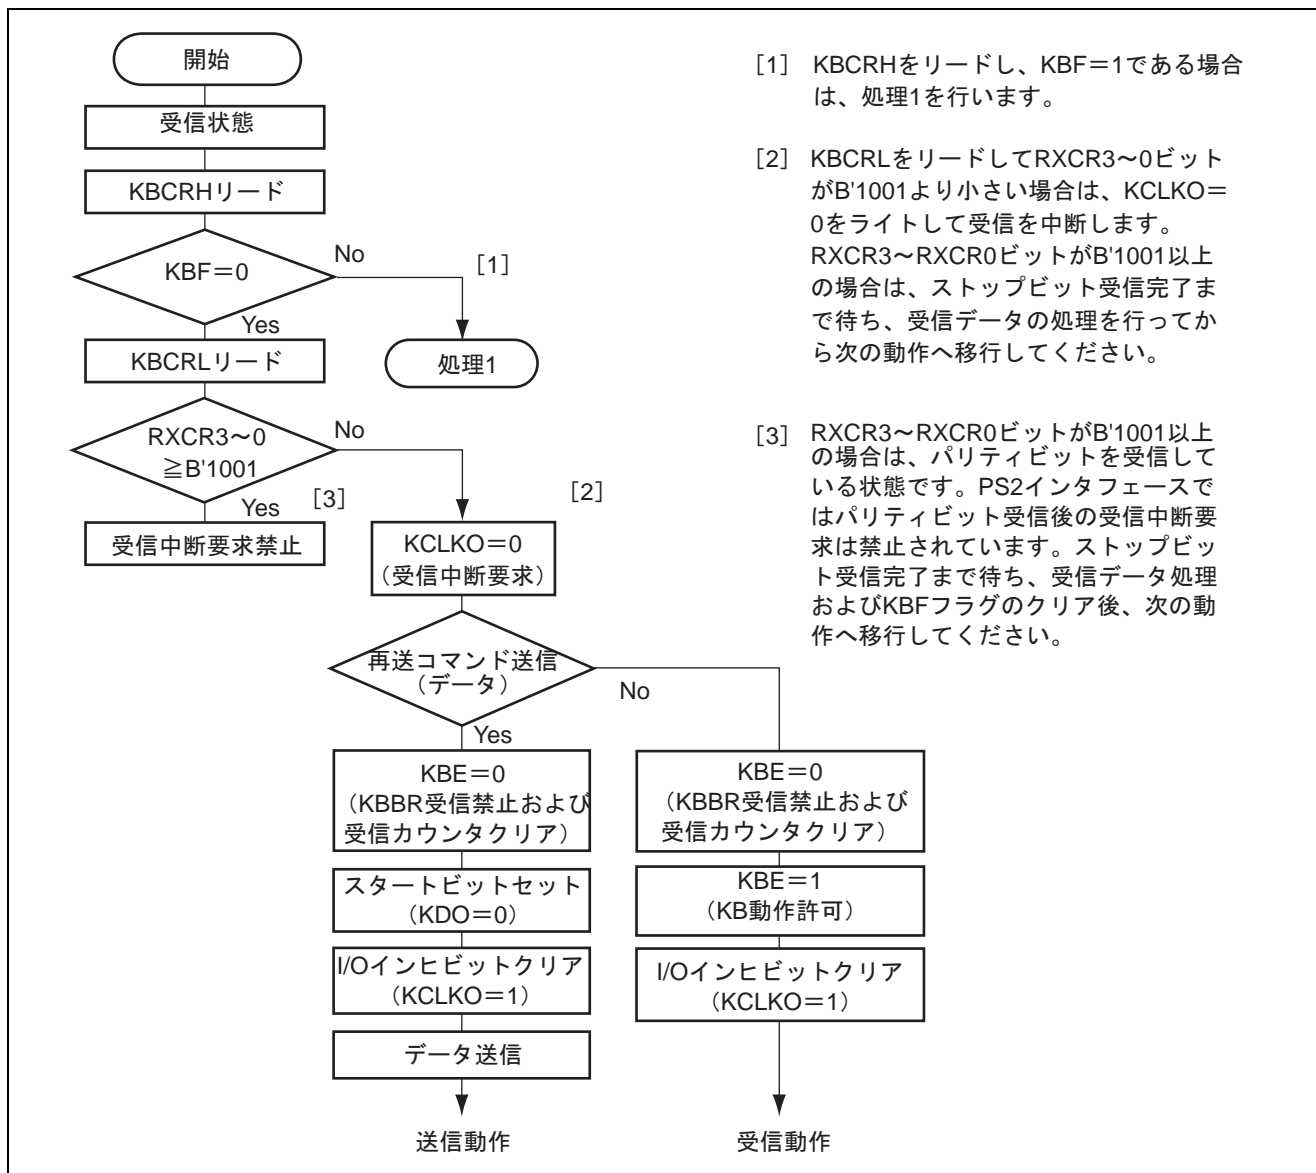 開始
受信状態
KBCRHリード
KBF＝0
No
[1]
Yes
KBCRLリード
処理1
RXCR3～0
≧B'1001
No
Yes
[3]
[2]
受信中断要求禁止
KCLKO＝0
（受信中断要求）
再送コマンド送信
（データ）
No
Yes
KBE＝0
（KBBR受信禁止および
受信カウンタクリア）
スタートビットセット
（KDO＝0）
I/Oインヒビットクリア
（KCLKO＝1）
データ送信
送信動作
KBE＝0
（KBBR受信禁止および
受信カウンタクリア）
KBE＝1
（KB動作許可）
I/Oインヒビットクリア
（KCLKO＝1）
受信動作
[1] KBCRHをリードし、KBF＝1である場合
は、処理1を行います。
[2] KBCRLをリードしてRXCR3～0ビット
がB'1001より小さい場合は、KCLKO＝
0をライトして受信を中断します。
RXCR3～RXCR0ビットがB'1001以上
の場合は、ストップビット受信完了ま
で待ち、受信データの処理を行ってか
ら次の動作へ移行してください。
[3] RXCR3～RXCR0ビットがB'1001以上
の場合は、パリティビットを受信して
いる状態です。PS2インタフェースで
はパリティビット受信後の受信中断要
求は禁止されています。ストップビッ
ト受信完了まで待ち、受信データ処理
およびKBFフラグのクリア後、次の動
作へ移行してください。